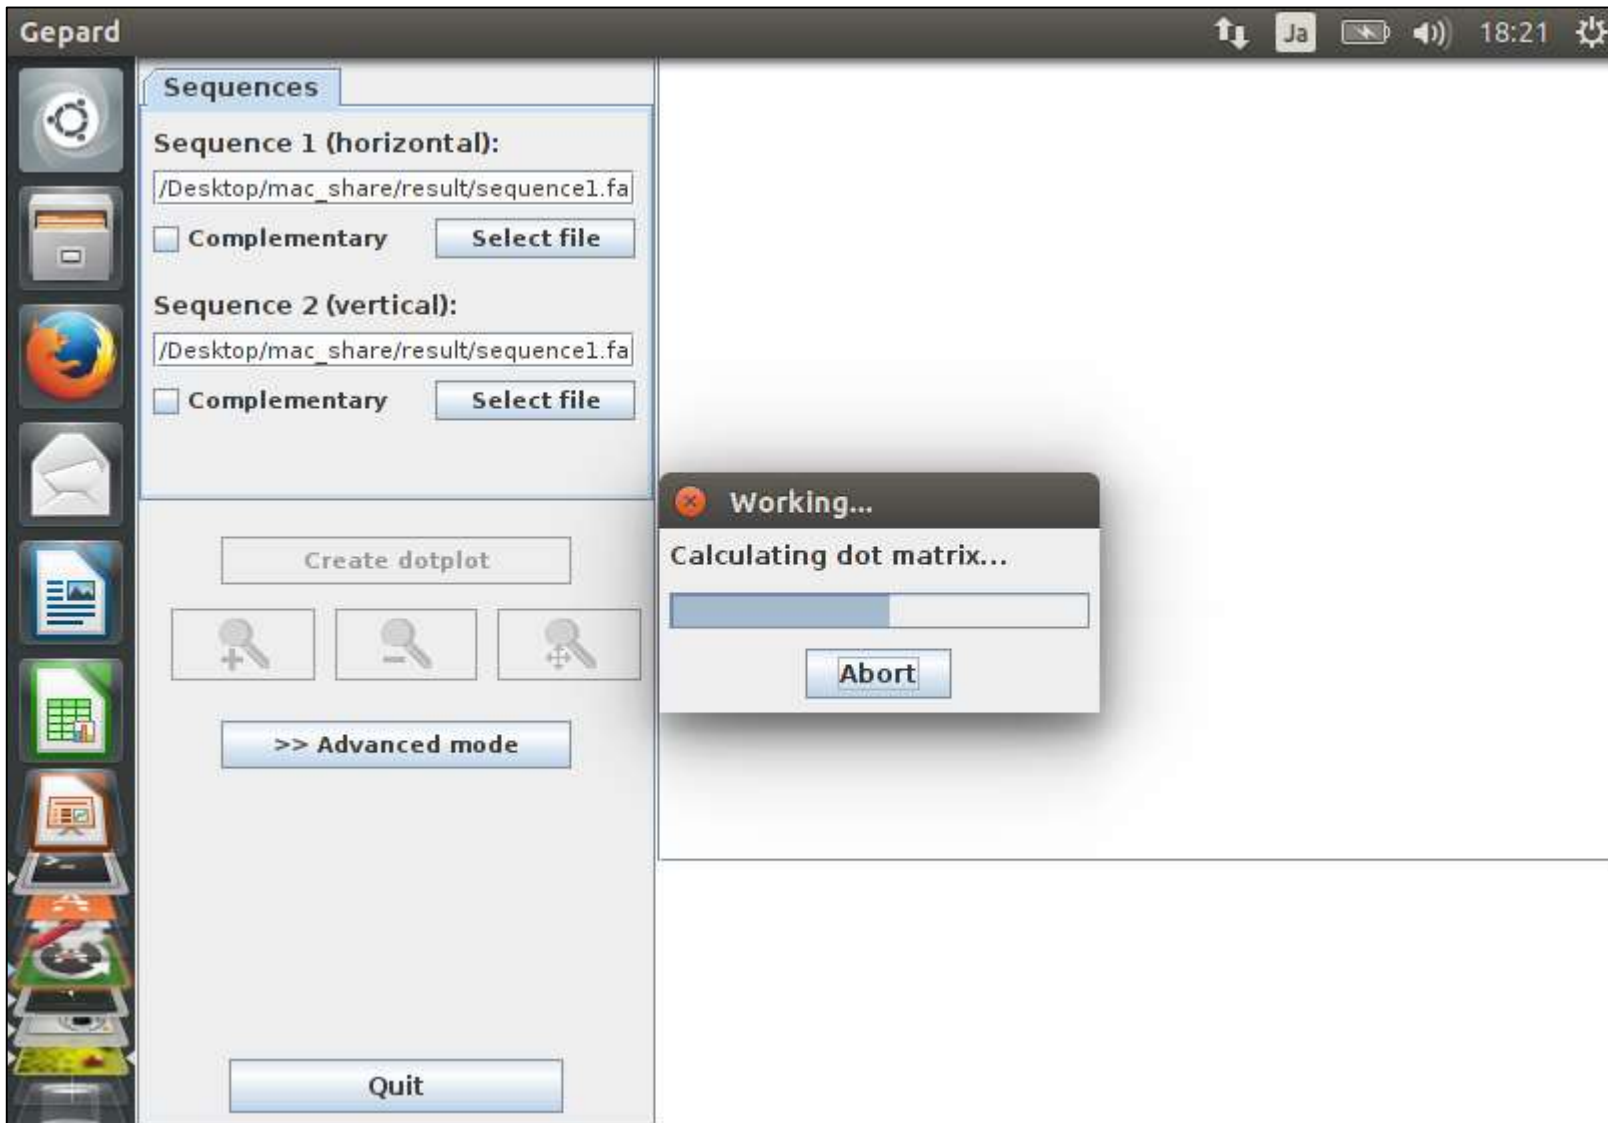 Gepard
Ja
18:21
Sequences
Sequence 1 (horizontal):
/Desktop/mac_share/result/sequence1.fa
Complementary
Select file
Sequence 2 (vertical):
/Desktop/mac_share/result/sequence1.fa
Complementary
Select file
Create dotplot
>> Advanced mode
Quit
Working...
Calculating dot matrix...
Abort